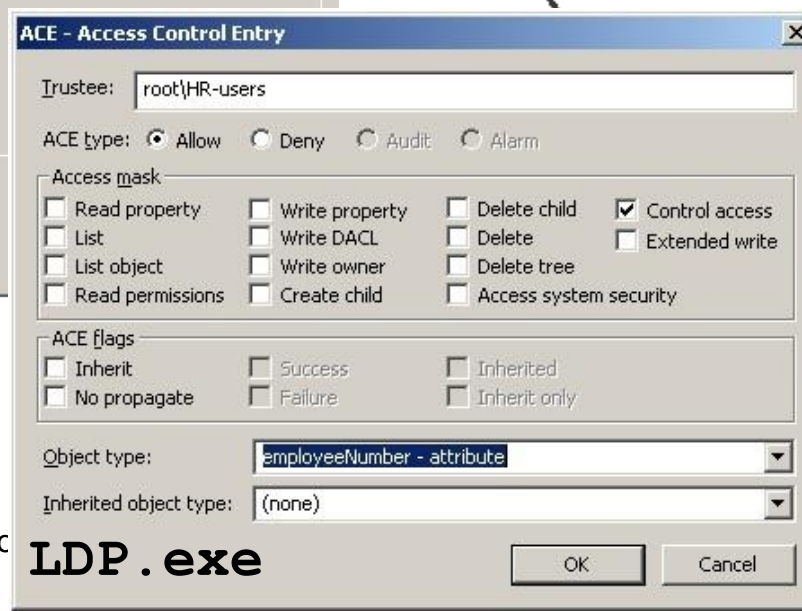 ACE - Access Control Entry
Trustee: root\HR-users
ACE type: Allow Deny Audit Alarm
Access mask
Read property Write property Delete child Control access
List Write DACL Delete Extended write
List object Write owner Delete tree
Read permissions Create child Access system security
ACE flags
Inherit Success Inherited
No propagate Failure Inherit only
Object type: employeeNumber - attribute
Inherited object type: (none)
LDP.exe OK Cancel